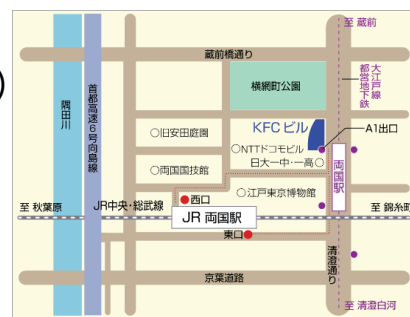 至 蔵前
蔵前橋通り
)
隅田川
首都高速6号向島線
横網町公園
都営地下鉄
大江戸線
KFC ビル
A1出口
○旧安田庭園
○NTTドコモビル
日大一中・一高○
○両国国技館
両国駅
○江戸東京博物館
西口
至 秋葉原
JR中央・総武線
JR 両国駅
至 錦糸町
東口
清澄通り
京葉道路
至 清澄白河